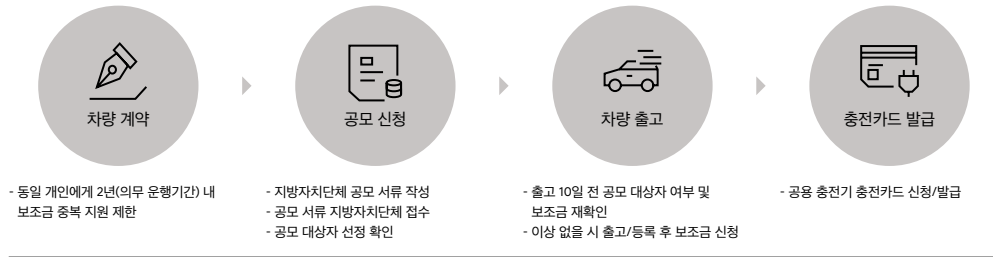 차량 계약
공모 신청
차량 출고
충전카드 발급
- 동일 개인에게 2년(의무 운행기간) 내
보조금 중복 지원 제한
- 지방자치단체 공모 서류 작성
- 공모 서류 지방자치단체 접수
- 공모 대상자 선정 확인
- 출고 10일 전 공모 대상자 여부 및
보조금 재확인
- 이상 없을 시 출고/등록 후 보조금 신청
- 공용 충전기 충전카드 신청/발급